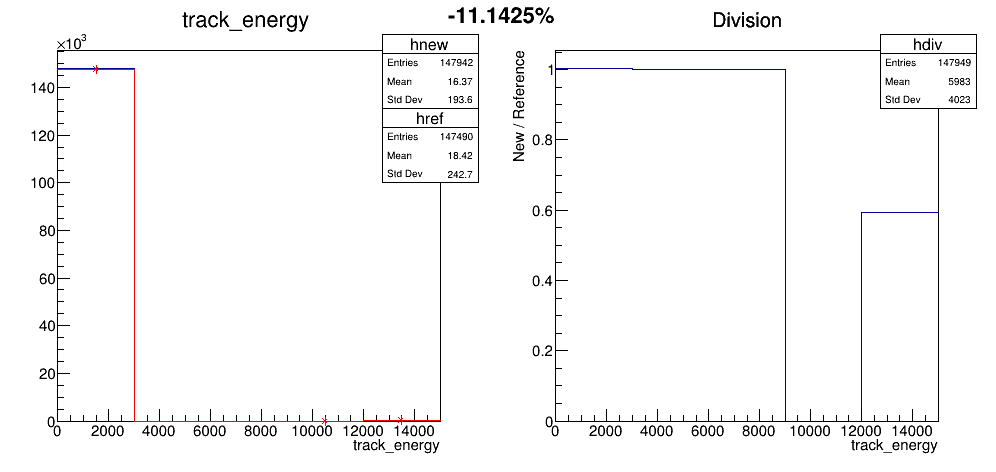 -11.1425%
track_energy
×10³
140
120
100
80
60
40
20
0
0 2000 4000 6000 8000 10000 12000 14000
track_energy
hnew
Entries 147942
Mean 16.37
Std Dev 193.6
href
Entries 147490
Mean 18.42
Std Dev 242.7
Division
New / Reference
1
0.8
0.6
0.4
0.2
0
0 2000 4000 6000 8000 10000 12000 14000
track_energy
hdiv
Entries 147949
Mean 5983
Std Dev 4023